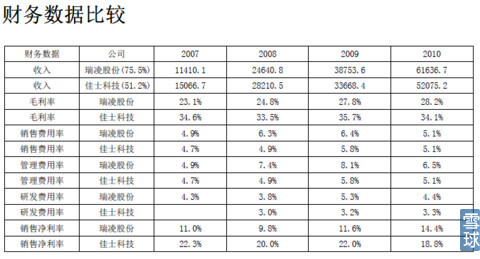 财务数据比较
财务数据 公司 2007 2008 2009 2010
收入 瑞凌股份(75.5%) 11410.1 24640.8 38753.6 61636.7
收入 佳士科技(51.2%) 15066.7 28210.5 33668.4 52075.2
毛利率 瑞凌股份 23.1% 24.8% 27.8% 28.2%
毛利率 佳士科技 34.6% 33.5% 35.7% 34.1%
销售费用率 瑞凌股份 4.9% 6.3% 6.4% 5.1%
销售费用率 佳士科技 4.7% 4.9% 5.8% 5.1%
管理费用率 瑞凌股份 4.9% 7.4% 8.1% 6.5%
管理费用率 佳士科技 4.7% 4.9% 5.8% 5.1%
研发费用率 瑞凌股份 4.3% 3.8% 5.3% 4.4%
研发费用率 佳士科技 3.0% 3.2% 3.3%
销售净利率 瑞凌股份 11.0% 9.8% 11.6% 14.4%
销售净利率 佳士科技 22.3% 20.0% 22.0% 18.8%
雪球